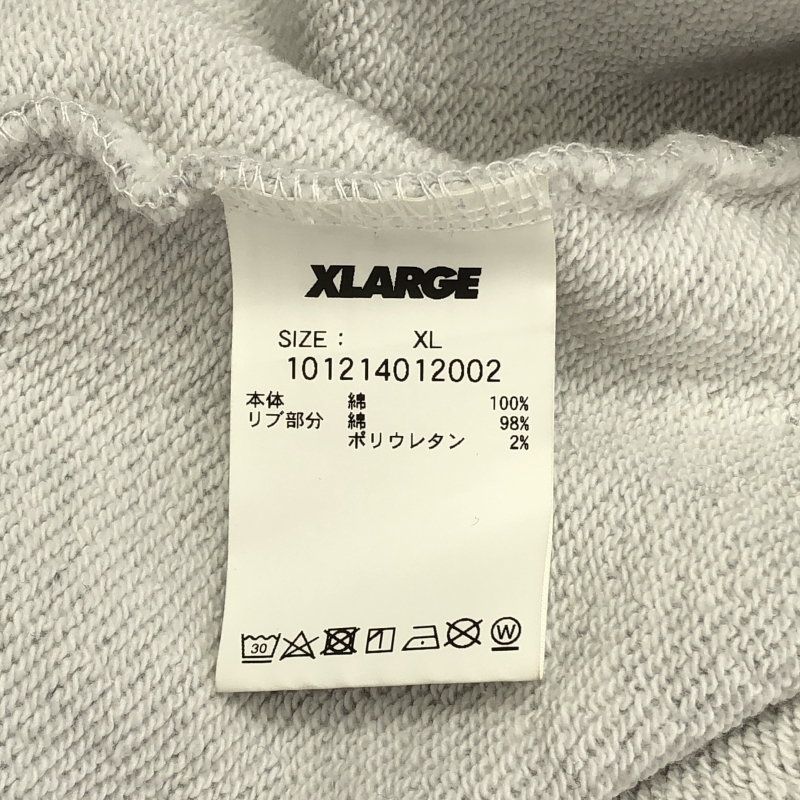 XLARGE
SIZE : XL
101214012002
本体 綿 100%
リブ部分 綿 98%
ポリウレタン 2%
30 W